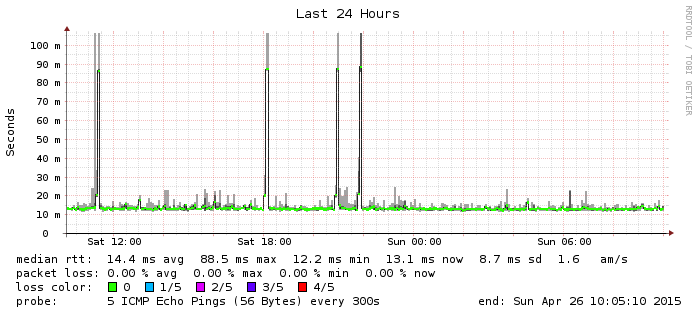 Last 24 Hours
RRDTOOL / TOBI OETIKER
Seconds
100 m
90 m
80 m
70 m
60 m
50 m
40 m
30 m
20 m
10 m
0
Sat 12:00 Sat 18:00 Sun 00:00 Sun 06:00
median rtt: 14.4 ms avg 88.5 ms max 12.2 ms min 13.1 ms now 8.7 ms sd 1.6 am/s
packet loss: 0.00 % avg 0.00 % max 0.00 % min 0.00 % now
loss color: 0 1/5 2/5 3/5 4/5
probe: 5 ICMP Echo Pings (56 Bytes) every 300s end: Sun Apr 26 10:05:10 2015